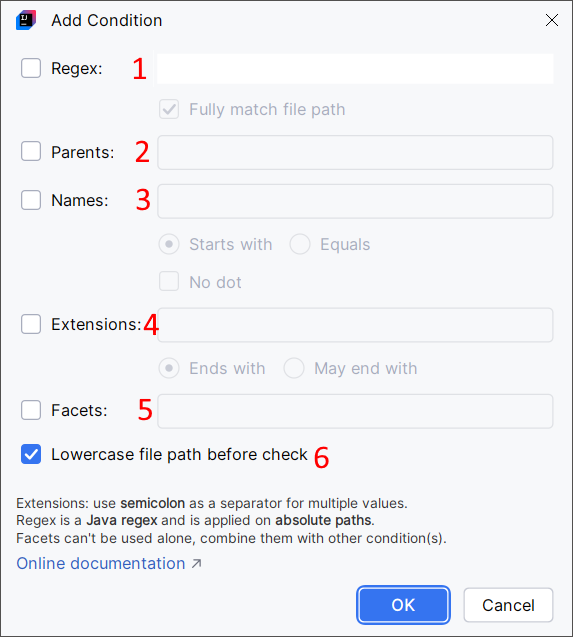 Add Condition
Regex: 1
Fully match file path
Parents: 2
Names: 3
Starts with Equals
No dot
Extensions: 4
Ends with May end with
Facets: 5
Lowercase file path before check 6
Extensions: use semicolon as a separator for multiple values.
Regex is a Java regex and is applied on absolute paths.
Facets can't be used alone, combine them with other condition(s).
Online documentation ↗
OK Cancel